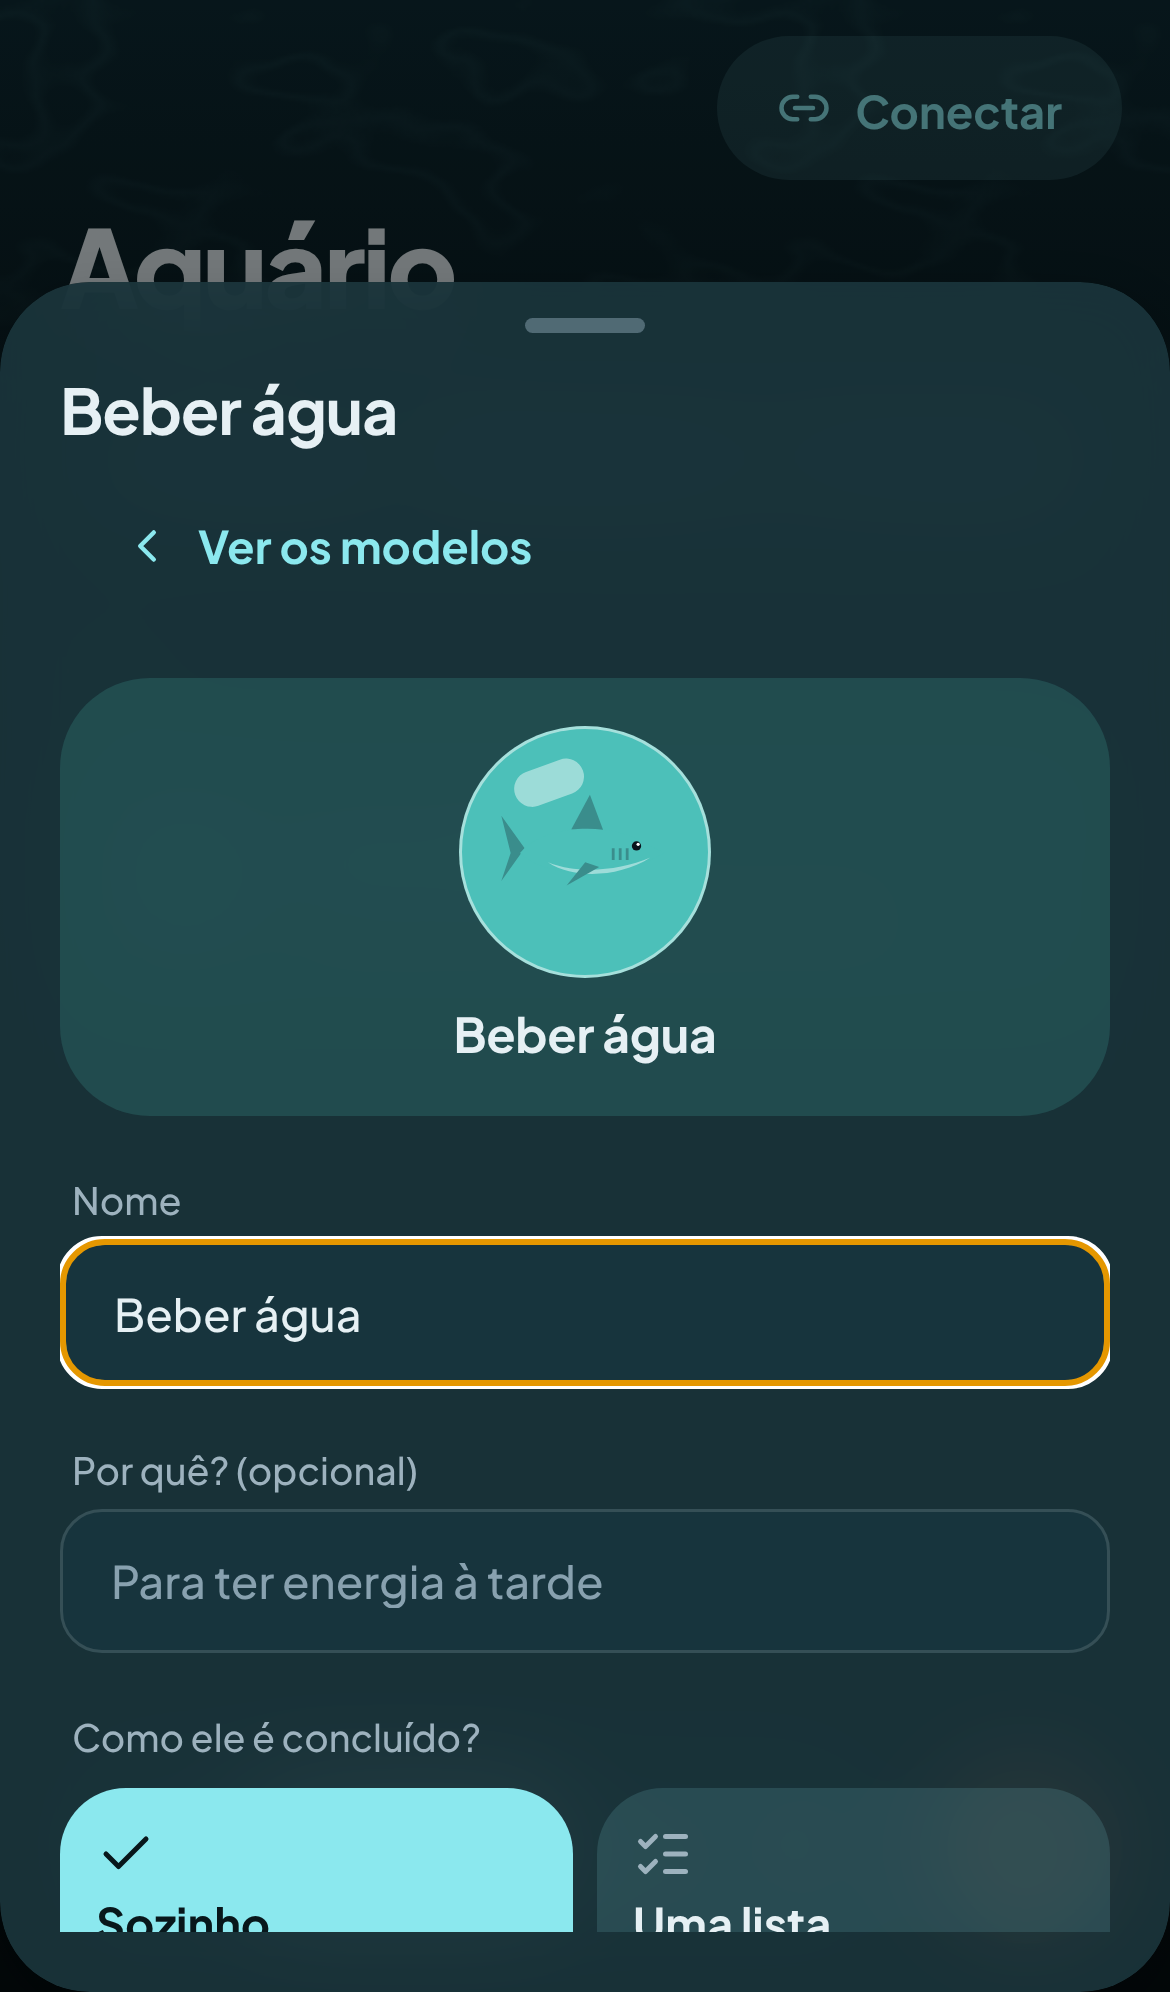 Conectar
Aquário
Beber água
Ver os modelos
Beber água
Nome
Beber água
Por quê? (opcional)
Para ter energia à tarde
Como ele é concluído?
Sozinho
Uma lista